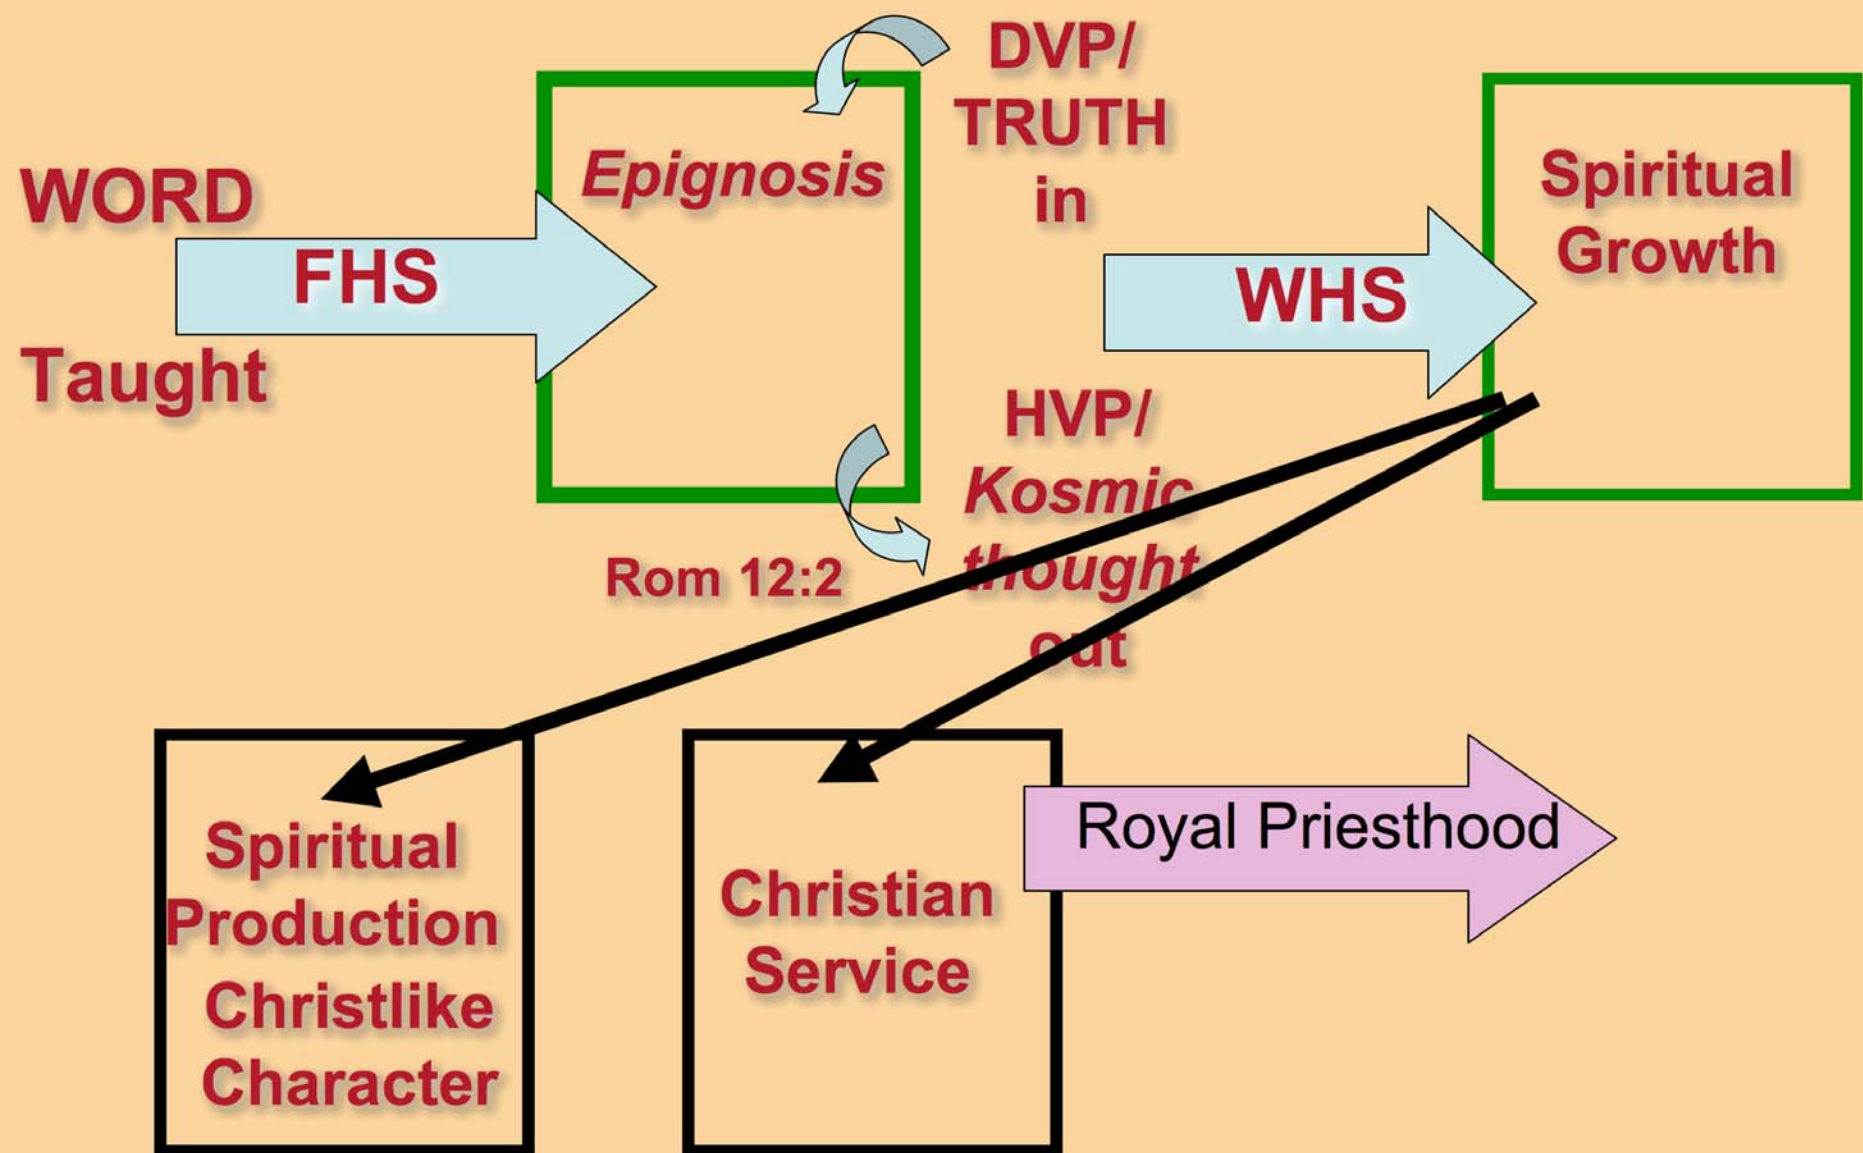 WORD
FHS
Taught
Epignosis
DVP/
TRUTH
in
HVP/
Kosmic
thought
out
Rom 12:2
WHS
Spiritual
Growth
Spiritual
Production
Christlike
Character
Christian
Service
Royal Priesthood